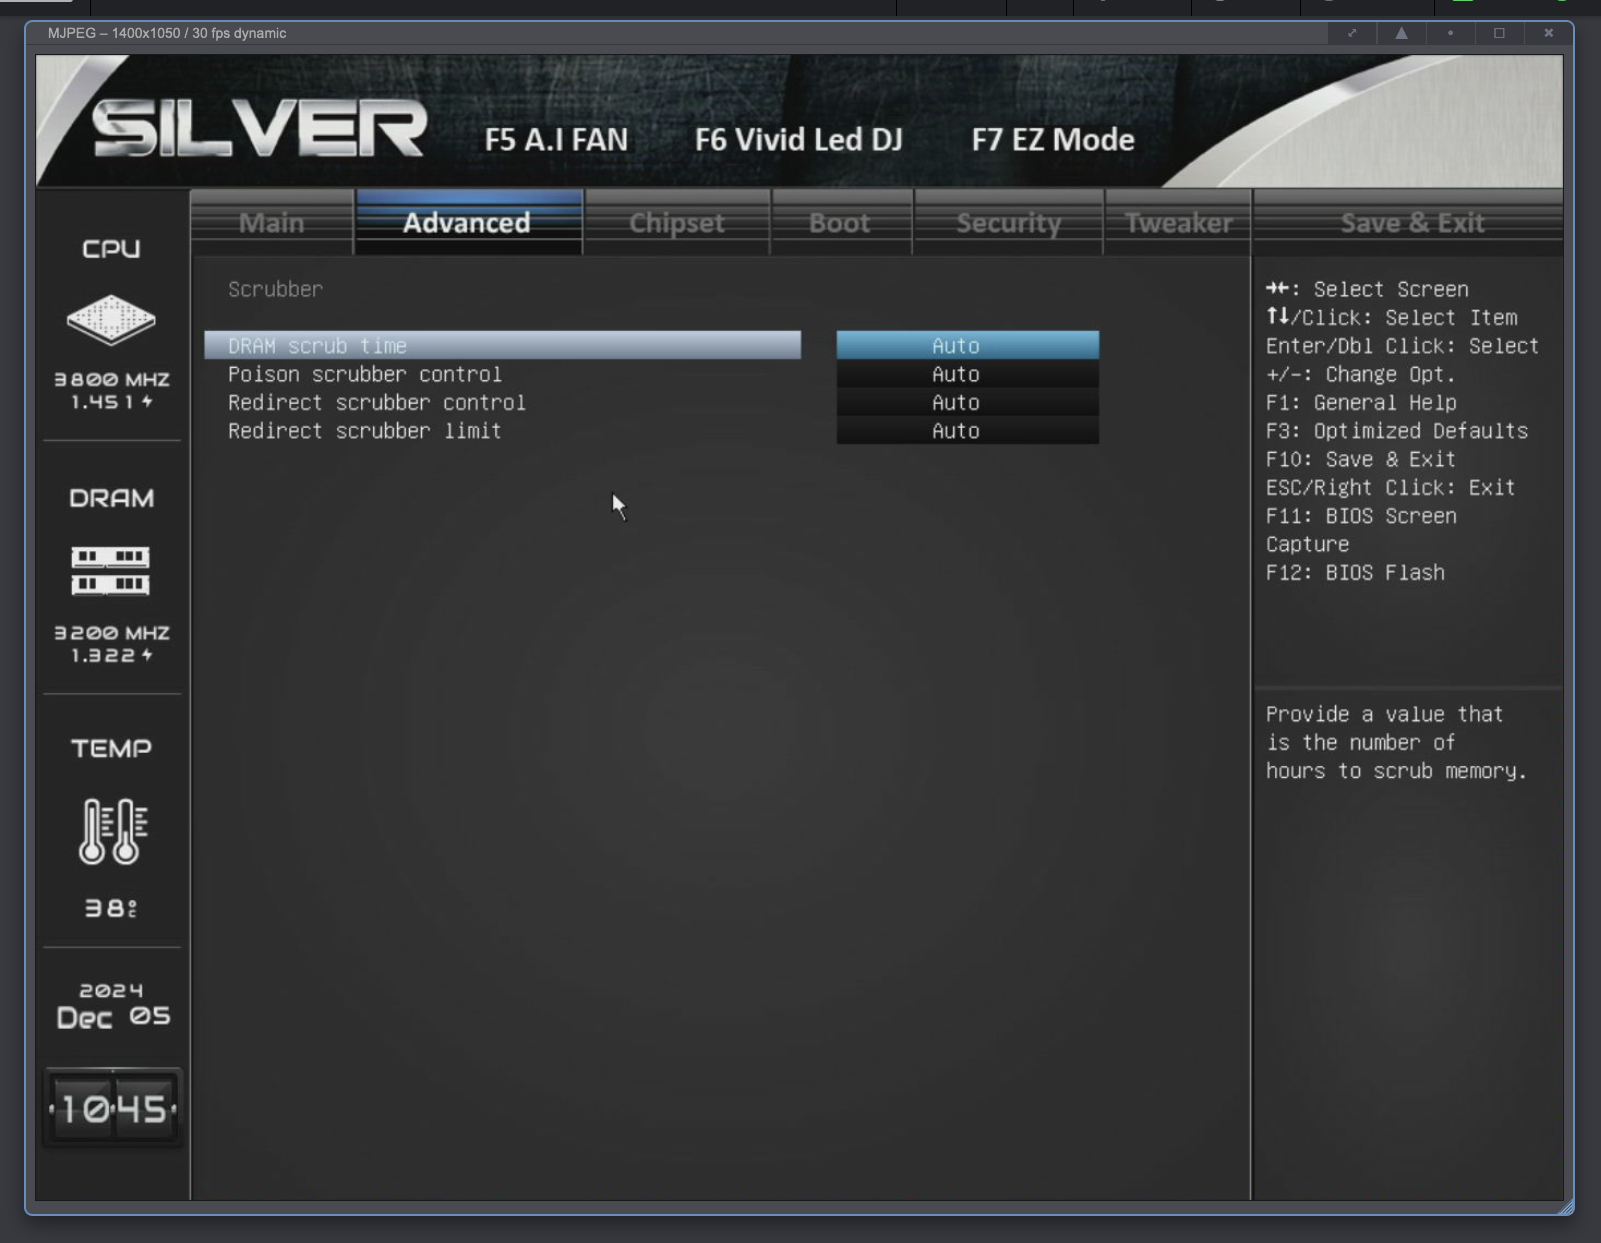 MJPEG – 1400x1050 / 30 fps dynamic
SILVER
F5 A.I FAN
F6 Vivid Led DJ
F7 EZ Mode
Main
Advanced
Chipset
Boot
Security
Tweaker
Save & Exit
CPU
3800 MHZ
1.451
DRAM
3200 MHZ
1.322
TEMP
38°C
2024
Dec 05
10:45
Scrubber
DRAM scrub time Auto
Poison scrubber control Auto
Redirect scrubber control Auto
Redirect scrubber limit Auto
→←: Select Screen
↑↓/Click: Select Item
Enter/Dbl Click: Select
+/-: Change Opt.
F1: General Help
F3: Optimized Defaults
F10: Save & Exit
ESC/Right Click: Exit
F11: BIOS Screen
Capture
F12: BIOS Flash
Provide a value that
is the number of
hours to scrub memory.